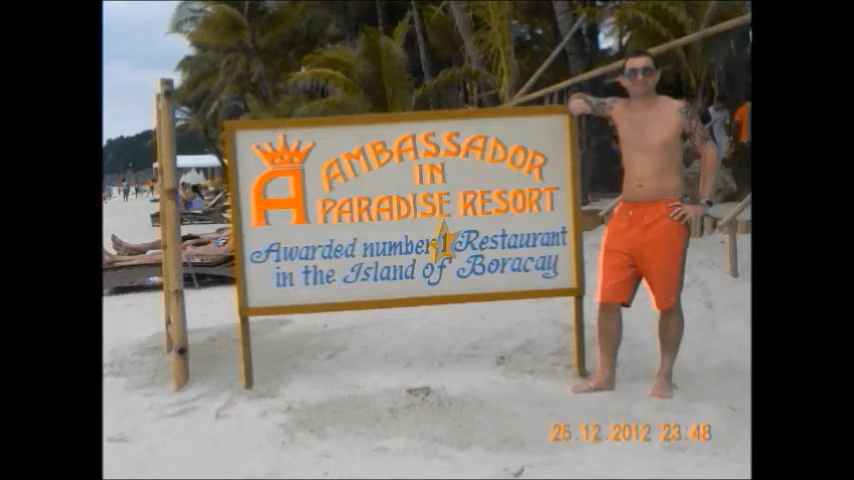 A
AMBASSADOR
IN
PARADISE RESORT
Awarded number 1 Restaurant
in the Island of Boracay
25.12.2012 23:48